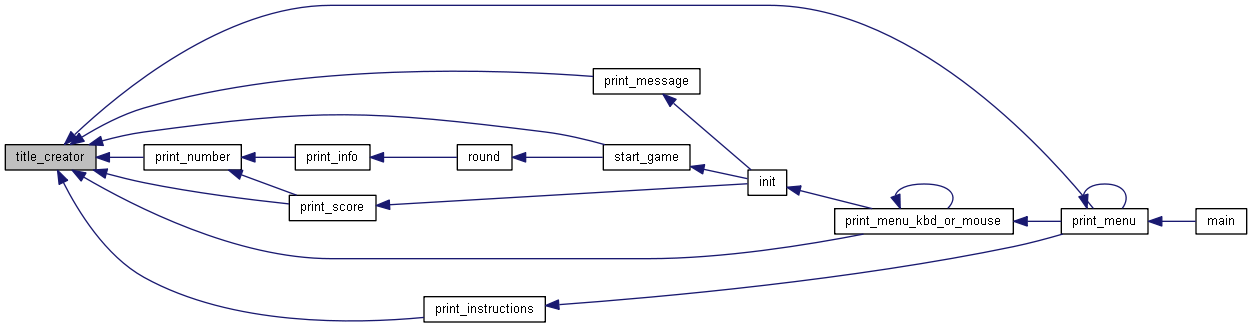 print_message
title_creator
print_number
print_info
round
start_game
init
print_score
print_menu_kbd_or_mouse
print_menu
main
print_instructions